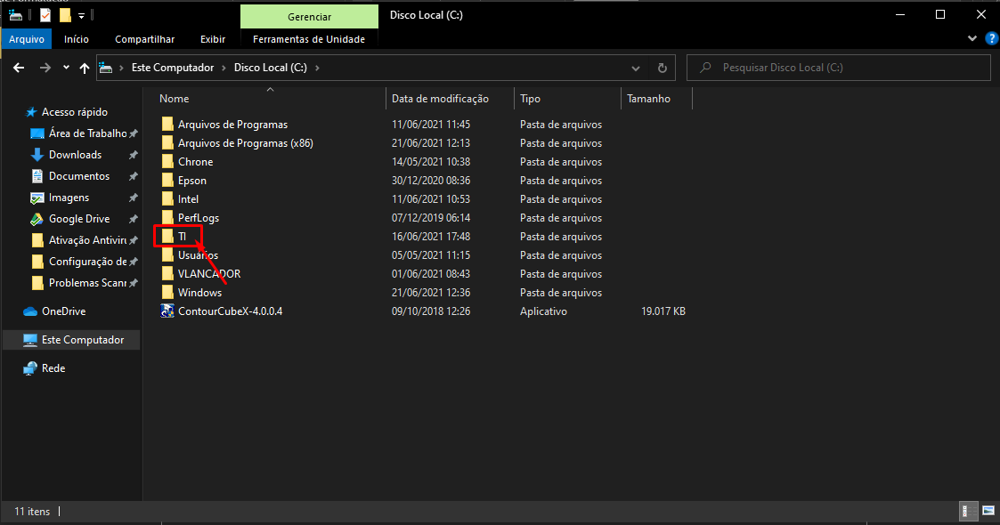 Gerenciar
Disco Local (C:)
Arquivo Início Compartilhar Exibir Ferramentas de Unidade
Este Computador Disco Local (C:)
Pesquisar Disco Local (C:)
Nome Data de modificação Tipo Tamanho
Acesso rápido
Área de Trabalho
Downloads
Documentos
Imagens
Google Drive
Ativação Antiviru
Configuração de
Problemas Scann
OneDrive
Este Computador
Rede
Arquivos de Programas 11/06/2021 11:45 Pasta de arquivos
Arquivos de Programas (x86) 21/06/2021 12:13 Pasta de arquivos
Chrone 14/05/2021 10:38 Pasta de arquivos
Epson 30/12/2020 08:36 Pasta de arquivos
Intel 11/06/2021 10:53 Pasta de arquivos
PerfLogs 07/12/2019 06:14 Pasta de arquivos
TI 16/06/2021 17:48 Pasta de arquivos
Usuários 05/05/2021 11:15 Pasta de arquivos
VLANCADOR 01/06/2021 08:43 Pasta de arquivos
Windows 21/06/2021 12:36 Pasta de arquivos
ContourCubeX-4.0.0.4 09/10/2018 12:26 Aplicativo 19.017 KB
11 itens